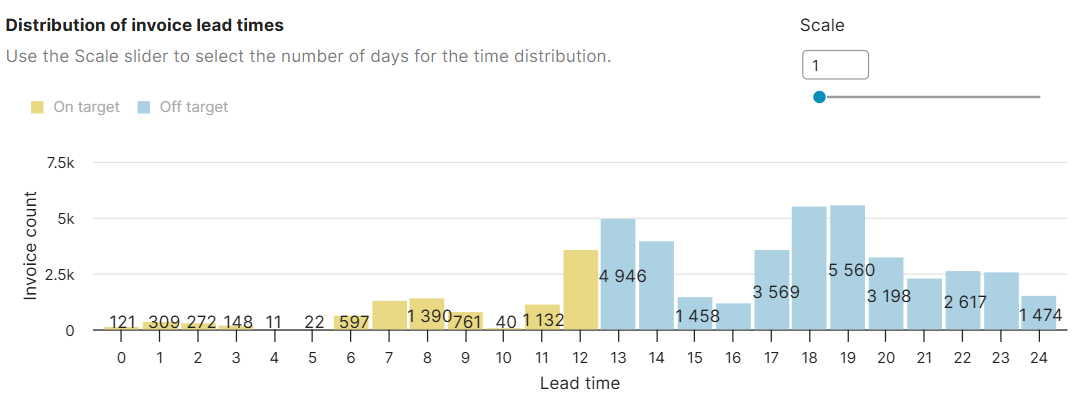 Distribution of invoice lead times
Scale
Use the Scale slider to select the number of days for the time distribution.
1
On target Off target
7.5k
5k
2.5k
0
Invoice count
121 309 272 148 11 22 597 1 390 761 40 1 132 4 946 1 458 3 569 5 560 3 198 2 617 1 474
0 1 2 3 4 5 6 7 8 9 10 11 12 13 14 15 16 17 18 19 20 21 22 23 24
Lead time